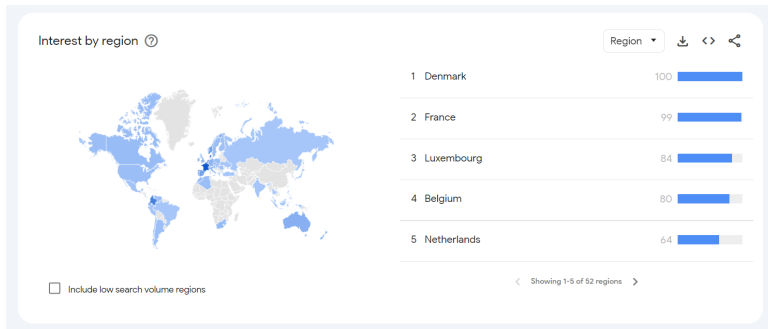 Interest by region
Region
1 Denmark 100
2 France 99
3 Luxembourg 84
4 Belgium 80
5 Netherlands 64
Include low search volume regions
Showing 1-5 of 52 regions